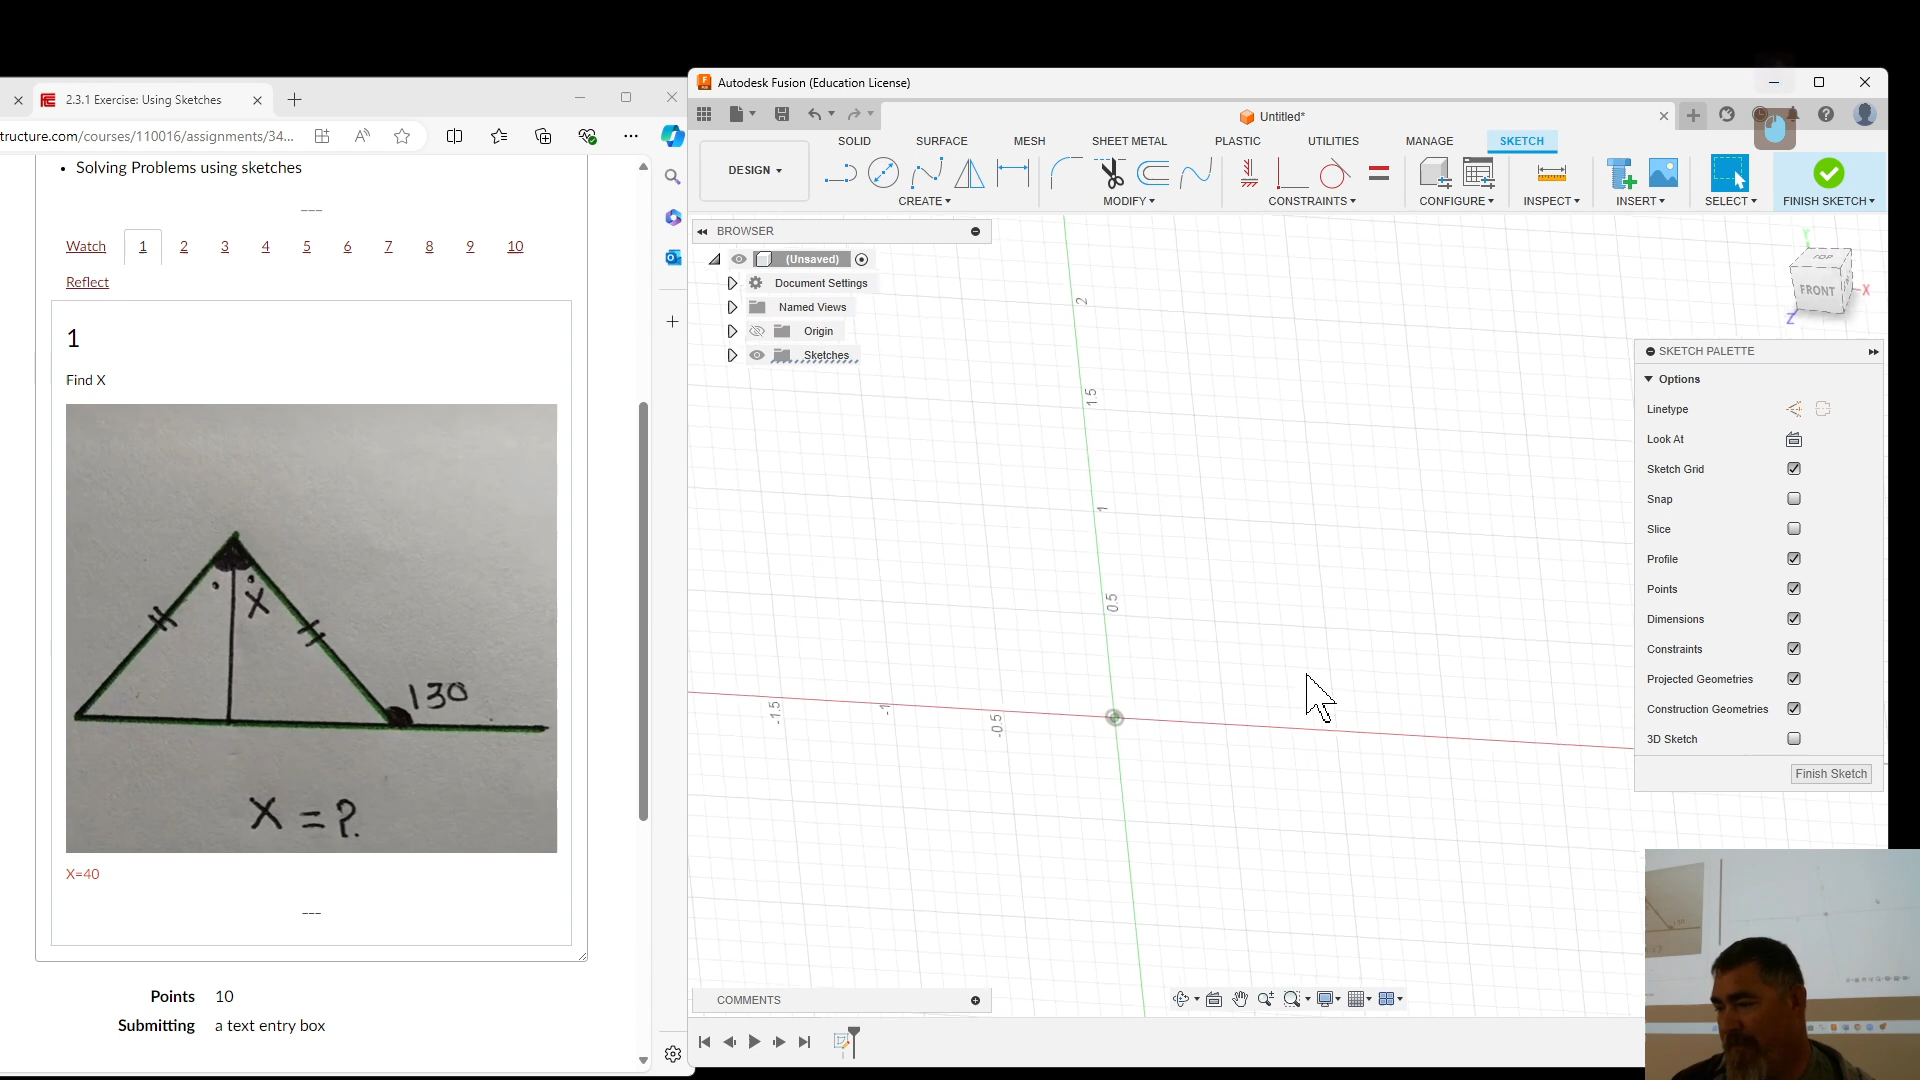 Autodesk Fusion (Education License)
2.3.1 Exercise: Using Sketches
tructure.com/courses/110016/assignments/34...
Untitled*
SOLID SURFACE MESH SHEET METAL PLASTIC UTILITIES MANAGE SKETCH
DESIGN
CREATE MODIFY CONSTRAINTS CONFIGURE INSPECT INSERT SELECT FINISH SKETCH
• Solving Problems using sketches
---
Watch 1 2 3 4 5 6 7 8 9 10
Reflect
1
Find X
X
130
X = ?
X=40
---
Points 10
Submitting a text entry box
BROWSER
(Unsaved)
Document Settings
Named Views
Origin
Sketches
2
1.5
1
0.5
-1.5
-1
-0.5
Y
TOP
FRONT
X
Z
SKETCH PALETTE
Options
Linetype
Look At
Sketch Grid
Snap
Slice
Profile
Points
Dimensions
Constraints
Projected Geometries
Construction Geometries
3D Sketch
Finish Sketch
COMMENTS